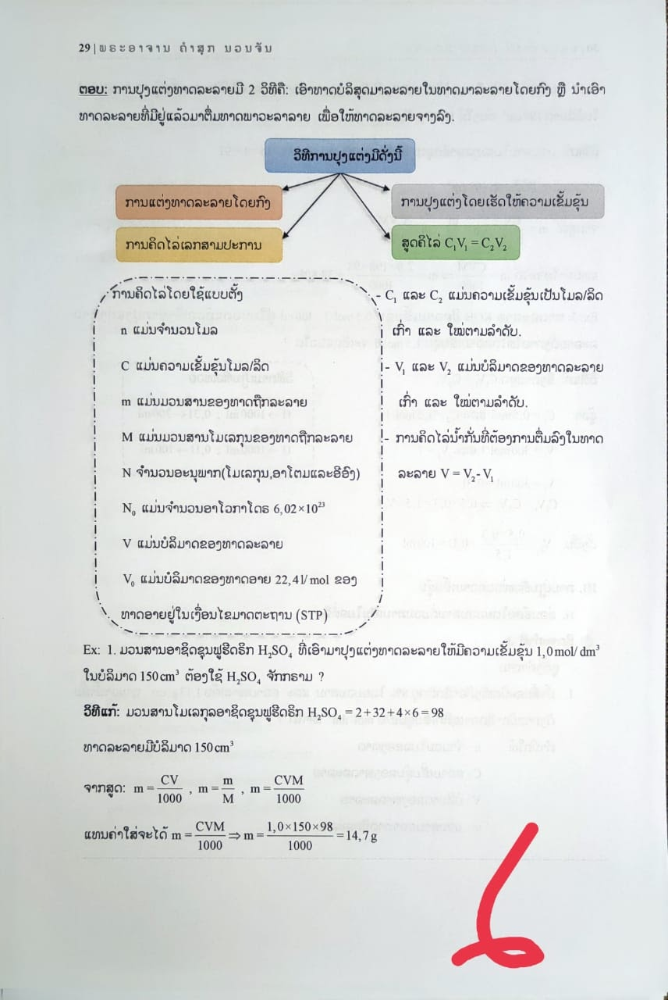 29 | ພຣະອາຈານ ຄຳສຸກ ນວນຈັນ
ຕອບ: ການປຸງແຕ່ງທາດລະລາຍມີ 2 ວິທີຄື: ເອົາທາດບໍລິສຸດມາລະລາຍໃນທາດມາລະລາຍໂດຍກົງ ຫຼື ນຳເອົາ
ທາດລະລາຍທີ່ມີຢູ່ແລ້ວມາຕື່ມທາດພາວະລາລາຍ ເພື່ອໃຫ້ທາດລະລາຍຈາງລົງ.
ວິທີການປຸງແຕ່ງມີດັ່ງນີ້
ການແຕ່ງທາດລະລາຍໂດຍກົງ
ການປຸງແຕ່ງໂດຍເຮັດໃຫ້ຄວາມເຂັ້ມຂຸ້ນ
ການຄິດໄລ່ເລກສາມປະການ
ສູດຄິໄລ່ C₁V₁ = C₂V₂
ການຄິດໄລ່ໂດຍໃຊ້ແບບຕັ້ງ
n ແມ່ນຈຳນວນໂມລ
C ແມ່ນຄວາມເຂັ້ມຂຸ້ນໂມລ/ລິດ
m ແມ່ນມວນສານຂອງທາດຖືກລະລາຍ
M ແມ່ນມວນສານໂມເລກຸນຂອງທາດຖືກລະລາຍ
N ຈຳນວນອະນຸພາກ(ໂມເລກຸນ,ອາໂຕມແລະອີອົງ)
N₀ ແມ່ນຈຳນວນອາໂວກາໂດຣ 6,02×10²³
V ແມ່ນບໍລິມາດຂອງທາດລະລາຍ
V₀ ແມ່ນບໍລິມາດຂອງທາດອາຍ 22,4l/mol ຂອງ
ທາດອາຍຢູ່ໃນເງື່ອນໄຂມາດຕະຖານ (STP)
- C₁ ແລະ C₂ ແມ່ນຄວາມເຂັ້ມຂຸ້ນເປັນໂມລ/ລິດ
ເກົ່າ ແລະ ໃໝ່ຕາມລຳດັບ.
- V₁ ແລະ V₂ ແມ່ນບໍລິມາດຂອງທາດລະລາຍ
ເກົ່າ ແລະ ໃໝ່ຕາມລຳດັບ.
- ການຄິດໄລ່ນ້ຳກັ່ນທີ່ຕ້ອງການຕື່ມລົງໃນທາດ
ລະລາຍ V = V₂ - V₁
Ex: 1. ມວນສານອາຊິດຊຸນຟູຣິດຣິກ H₂SO₄ ທີ່ເອົາມາປຸງແຕ່ງທາດລະລາຍໃຫ້ມີຄວາມເຂັ້ມຂຸ້ນ 1,0mol/dm³
ໃນບໍລິມາດ 150cm³ ຕ້ອງໃຊ້ H₂SO₄ ຈັກກຣາມ ?
ວິທີແກ້: ມວນສານໂມເລກຸລອາຊິດຊຸນຟູຣິດຣິກ H₂SO₄ = 2+32+4×6 = 98
ທາດລະລາຍມີບໍລິມາດ 150cm³
ຈາກສູດ: m = CV/1000 , m = m/M , m = CVM/1000
ແທນຄ່າໃສ່ຈະໄດ້ m = CVM/1000 ⇒ m = 1,0×150×98/1000 = 14,7g
6